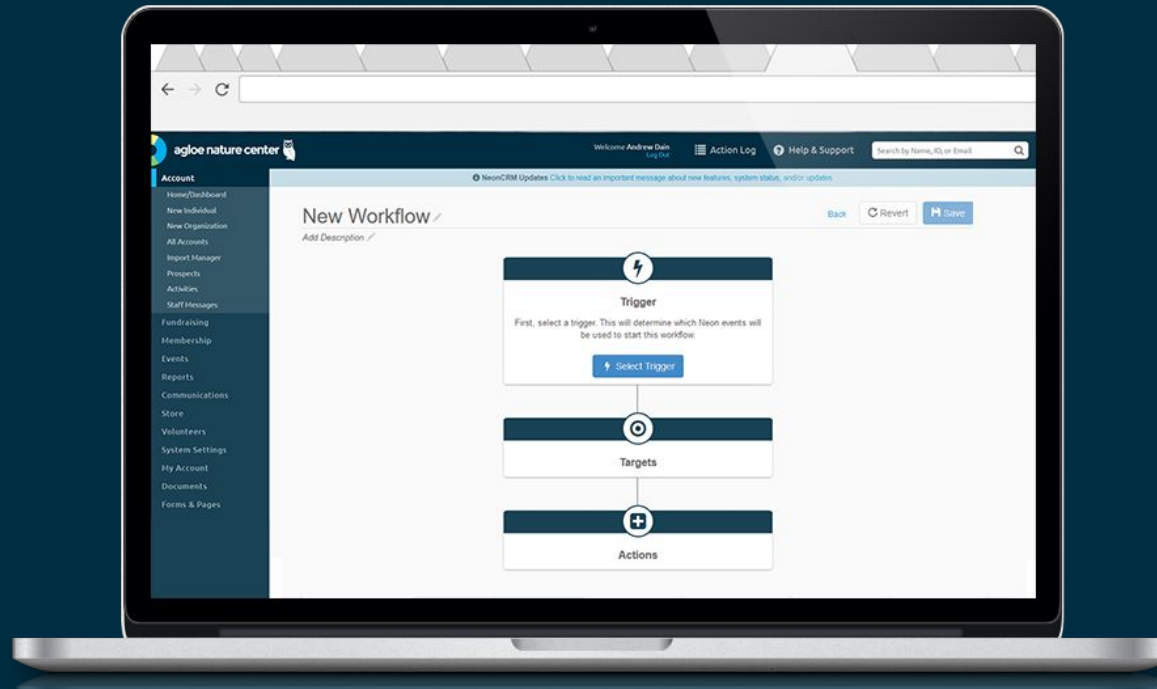 agloe nature center
Welcome Andrew Dain
Log Out
Action Log
Help & Support
Search by Name, ID, or Email
NeonCRM Updates Click to read an important message about new features, system status, and/or updates
Account
Home/Dashboard
New Individual
New Organization
All Accounts
Import Manager
Prospects
Activities
Staff Messages
Fundraising
Membership
Events
Reports
Communications
Store
Volunteers
System Settings
My Account
Documents
Forms & Pages
New Workflow
Add Description
Back
Revert
Save
Trigger
First, select a trigger. This will determine which Neon events will
be used to start this workflow.
Select Trigger
Targets
Actions